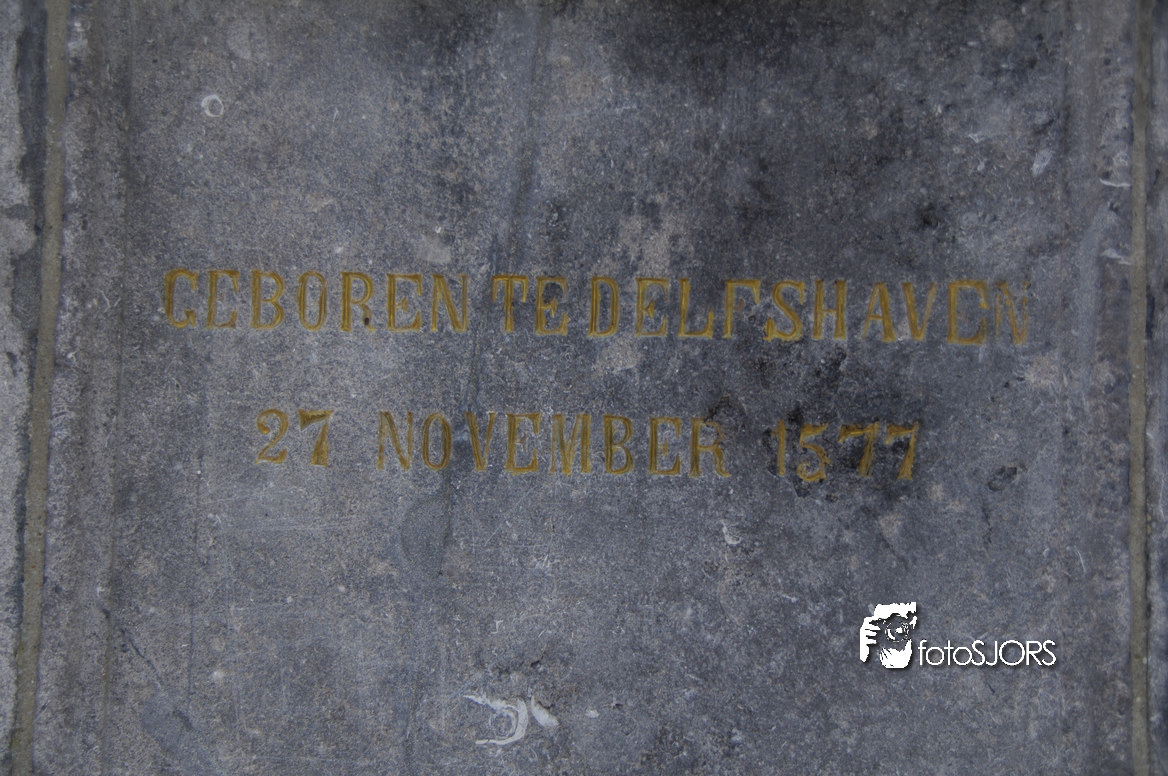 GEBOREN TE DELFSHAVEN
27 NOVEMBER 1577
fotoSJORS